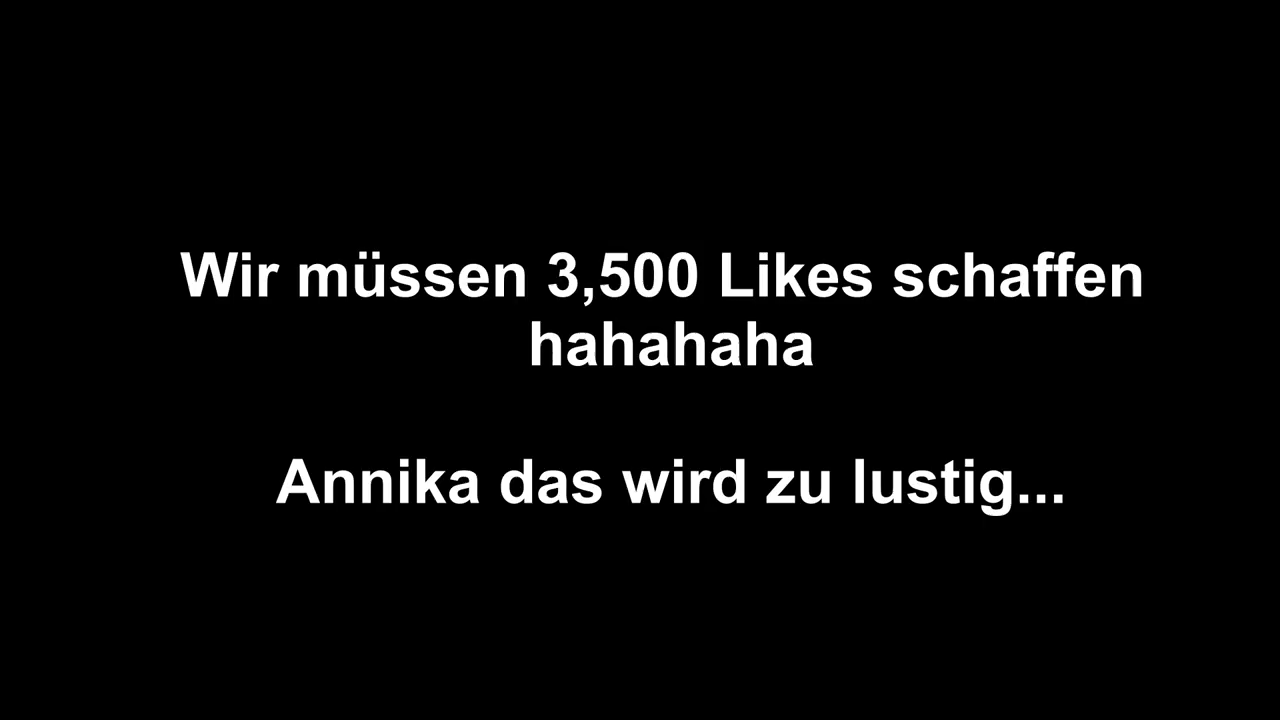 Wir müssen 3,500 Likes schaffen
hahahaha
Annika das wird zu lustig...